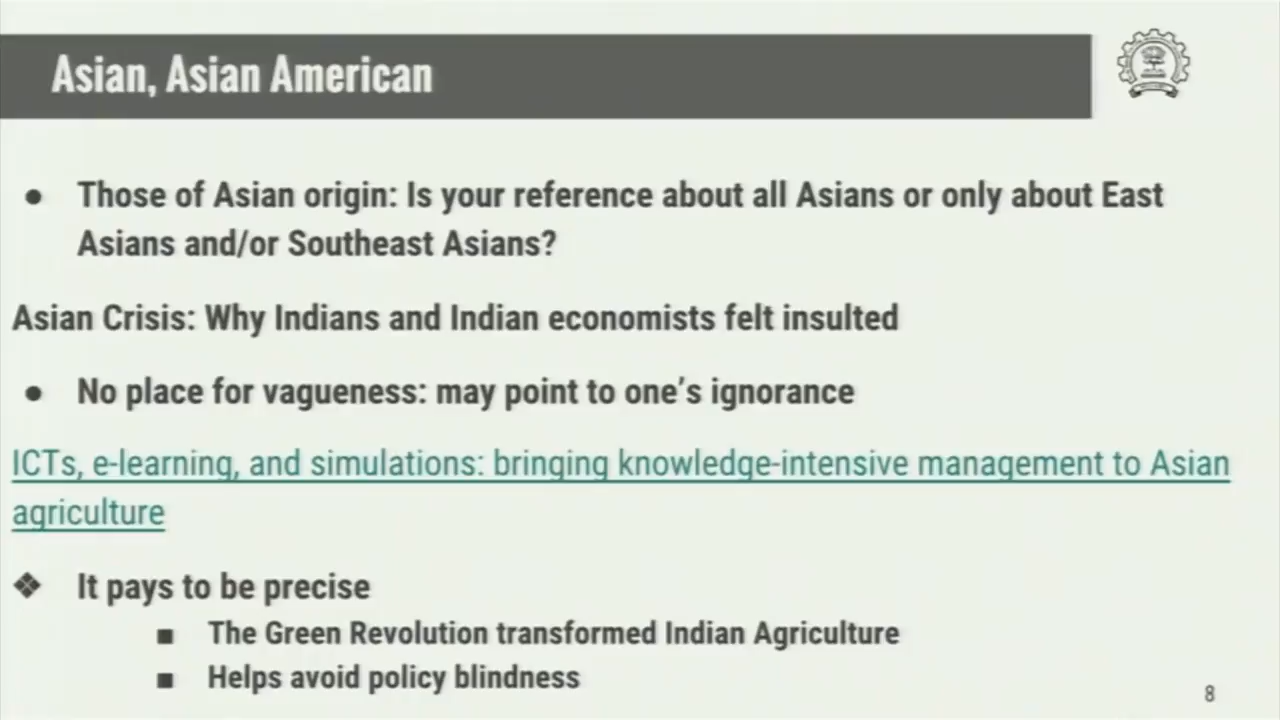 Asian, Asian American
● Those of Asian origin: Is your reference about all Asians or only about East
Asians and/or Southeast Asians?
Asian Crisis: Why Indians and Indian economists felt insulted
● No place for vagueness: may point to one’s ignorance
ICTs, e-learning, and simulations: bringing knowledge-intensive management to Asian
agriculture
❖ It pays to be precise
■ The Green Revolution transformed Indian Agriculture
■ Helps avoid policy blindness
8